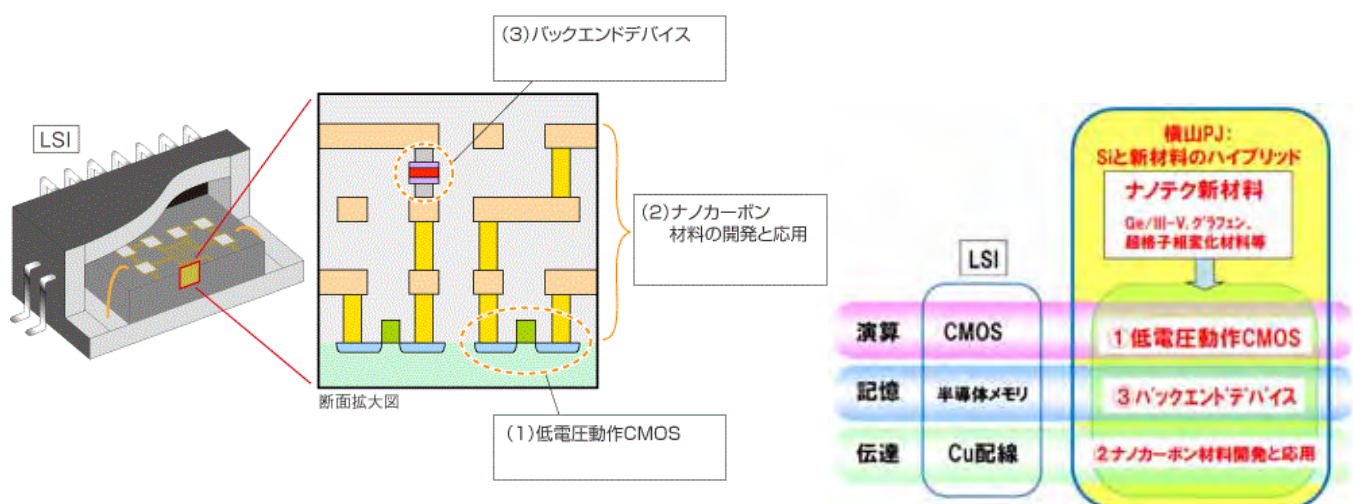 (3)バックエンドデバイス
LSI
(2)ナノカーボン
材料の開発と応用
断面拡大図
(1)低電圧動作CMOS
横山PJ:
Siと新材料のハイブリッド
ナノテク新材料
Ge/III-V、グラフェン、
超格子相変化材料等
LSI
演算 CMOS ①低電圧動作CMOS
記憶 半導体メモリ ③バックエンドデバイス
伝達 Cu配線 ②ナノカーボン材料開発と応用